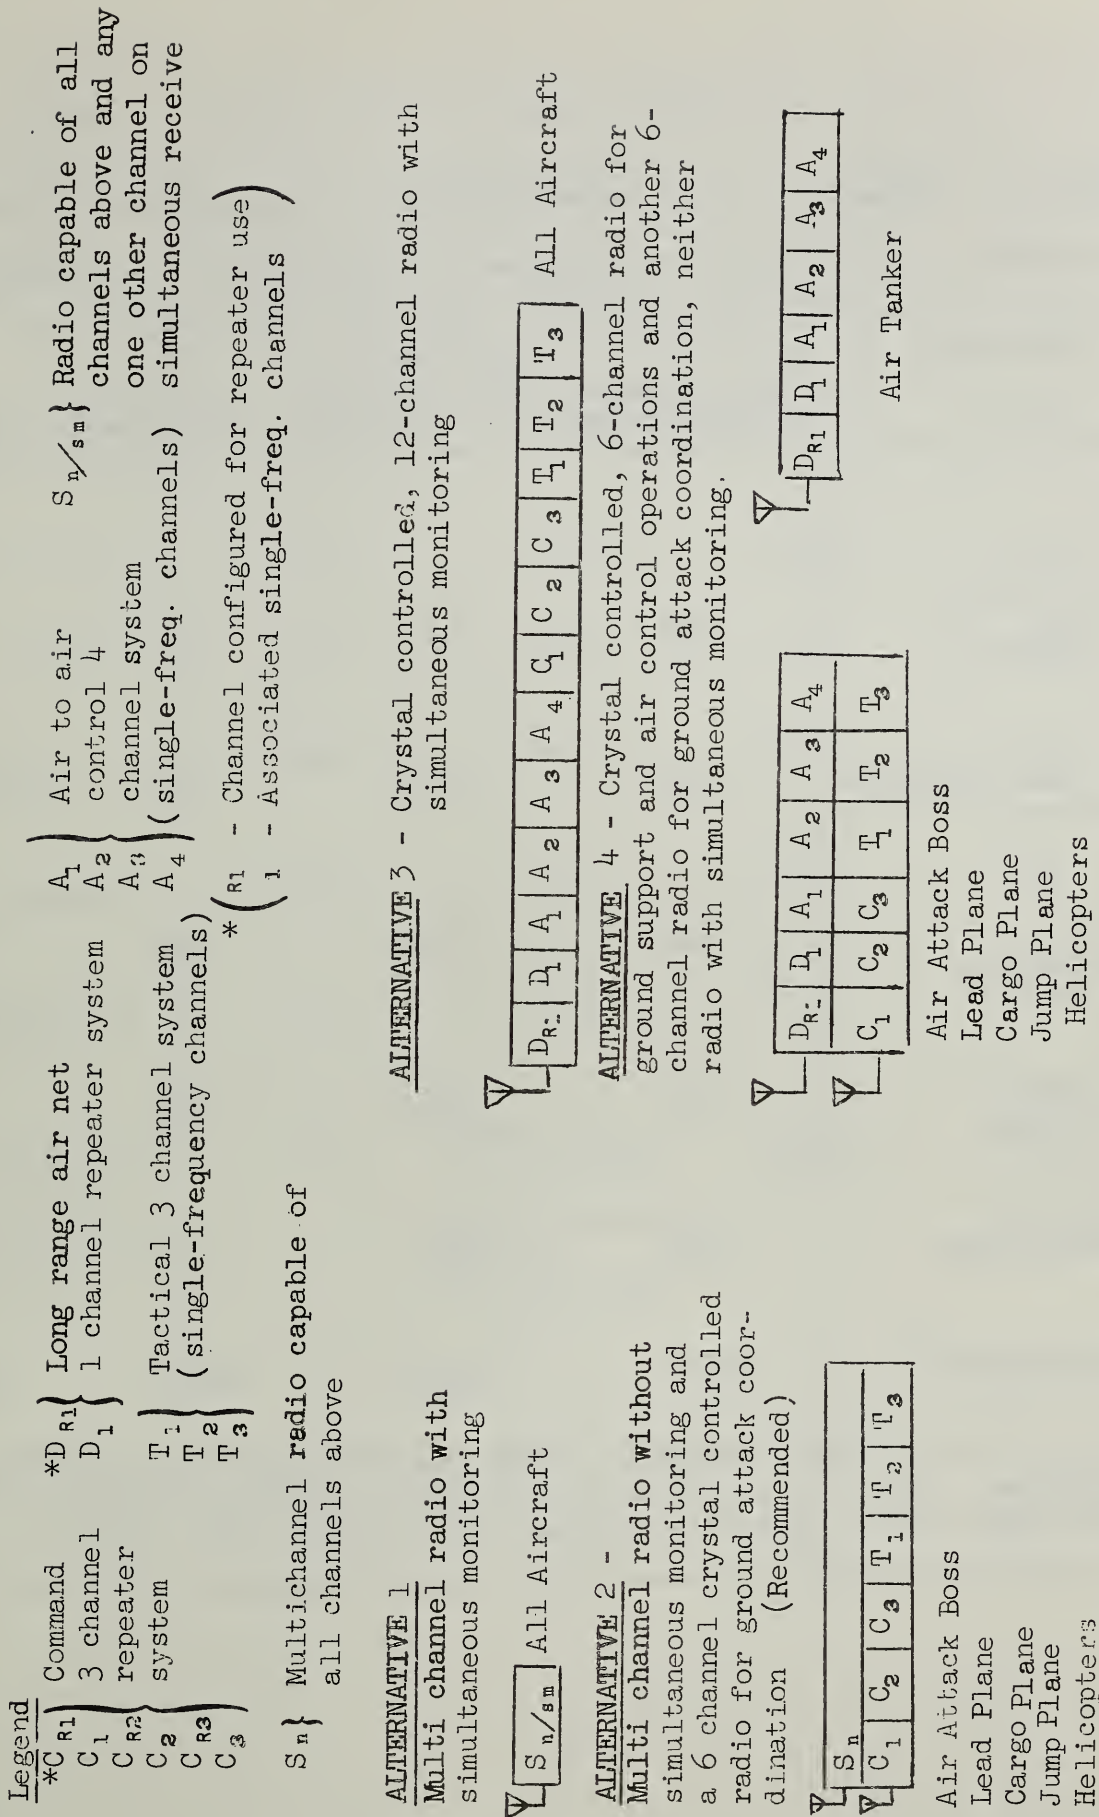 Legend
*C R1
C 1
C R2
C 2
C R3
C 3
Command
3 channel
repeater
system
*D R1
D 1
Long range air net
1 channel repeater system
T 1
T 2
T 3
Tactical 3 channel system
(single-frequency channels)
A 1
A 2
A 3
A 4
Air to air
control 4
channel system
(single-freq. channels)
S n/sm } Radio capable of all
channels above and any
one other channel on
simultaneous receive
S n } Multichannel radio capable of
all channels above
* ( R1 - Channel configured for repeater use )
1 - Associated single-freq. channels
ALTERNATIVE 1
Multi channel radio with
simultaneous monitoring
S n/sm All Aircraft
ALTERNATIVE 2 -
Multi channel radio without
simultaneous monitoring and
a 6 channel crystal controlled
radio for ground attack coor-
dination (Recommended)
S n
C 1 | C 2 | C 3 | T 1 | T 2 | T 3
Air Attack Boss
Lead Plane
Cargo Plane
Jump Plane
Helicopters
ALTERNATIVE 3 - Crystal controlled, 12-channel radio with
simultaneous monitoring
D R1 | D 1 | A 1 | A 2 | A 3 | A 4 | C 1 | C 2 | C 3 | T 1 | T 2 | T 3 All Aircraft
ALTERNATIVE 4 - Crystal controlled, 6-channel radio for
ground support and air control operations and another 6-
channel radio for ground attack coordination, neither
radio with simultaneous monitoring.
D R1 | D 1 | A 1 | A 2 | A 3 | A 4
C 1 | C 2 | C 3 | T 1 | T 2 | T 3
Air Attack Boss
Lead Plane
Cargo Plane
Jump Plane
Helicopters
D R1 | D 1 | A 1 | A 2 | A 3 | A 4
Air Tanker